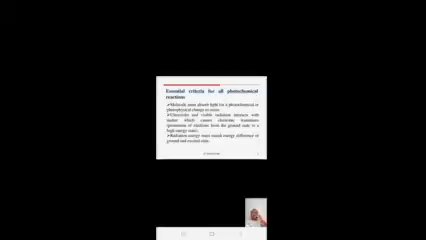 Essential criteria for all photochemical
reactions
➢Molecule must absorb light for a photochemical or
photophysical change to occur.
➢Ultraviolet and visible radiation interacts with
matter which causes electronic transitions
(promotion of electrons from the ground state to a
high energy state).
➢Radiation energy must equal energy difference of
ground and excited state.